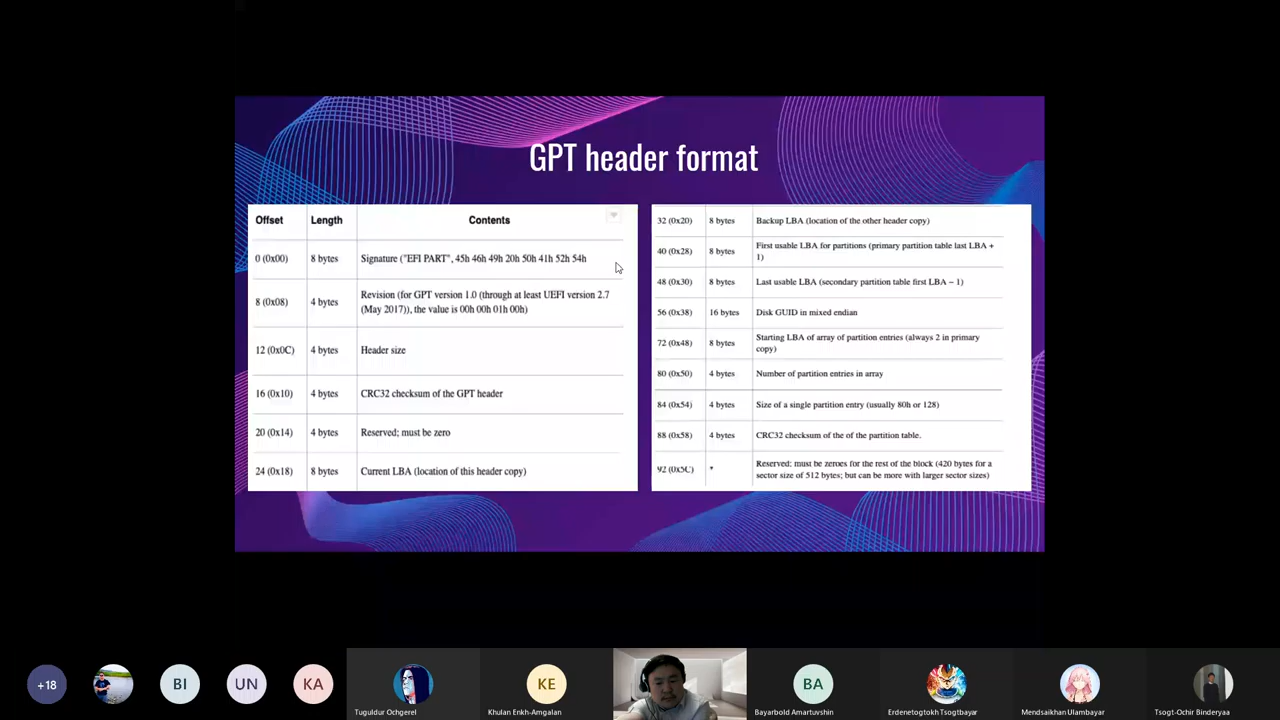 GPT header format
Offset Length Contents
0 (0x00) 8 bytes Signature ("EFI PART", 45h 46h 49h 20h 50h 41h 52h 54h
8 (0x08) 4 bytes Revision (for GPT version 1.0 (through at least UEFI version 2.7
(May 2017)), the value is 00h 00h 01h 00h)
12 (0x0C) 4 bytes Header size
16 (0x10) 4 bytes CRC32 checksum of the GPT header
20 (0x14) 4 bytes Reserved; must be zero
24 (0x18) 8 bytes Current LBA (location of this header copy)
32 (0x20) 8 bytes Backup LBA (location of the other header copy)
40 (0x28) 8 bytes First usable LBA for partitions (primary partition table last LBA +
1)
48 (0x30) 8 bytes Last usable LBA (secondary partition table first LBA − 1)
56 (0x38) 16 bytes Disk GUID in mixed endian
72 (0x48) 8 bytes Starting LBA of array of partition entries (always 2 in primary
copy)
80 (0x50) 4 bytes Number of partition entries in array
84 (0x54) 4 bytes Size of a single partition entry (usually 80h or 128)
88 (0x58) 4 bytes CRC32 checksum of the of the partition table.
92 (0x5C) * Reserved; must be zeroes for the rest of the block (420 bytes for a
sector size of 512 bytes; but can be more with larger sector sizes)
+18 BI UN KA KE BA
Tuguldur Ochgerel Khulan Enkh-Amgalan Bayarbold Amartuvshin Erdenetogtokh Tsogtbayar Mendsaikhan Ulambayar Tsogt-Ochir Binderyaa